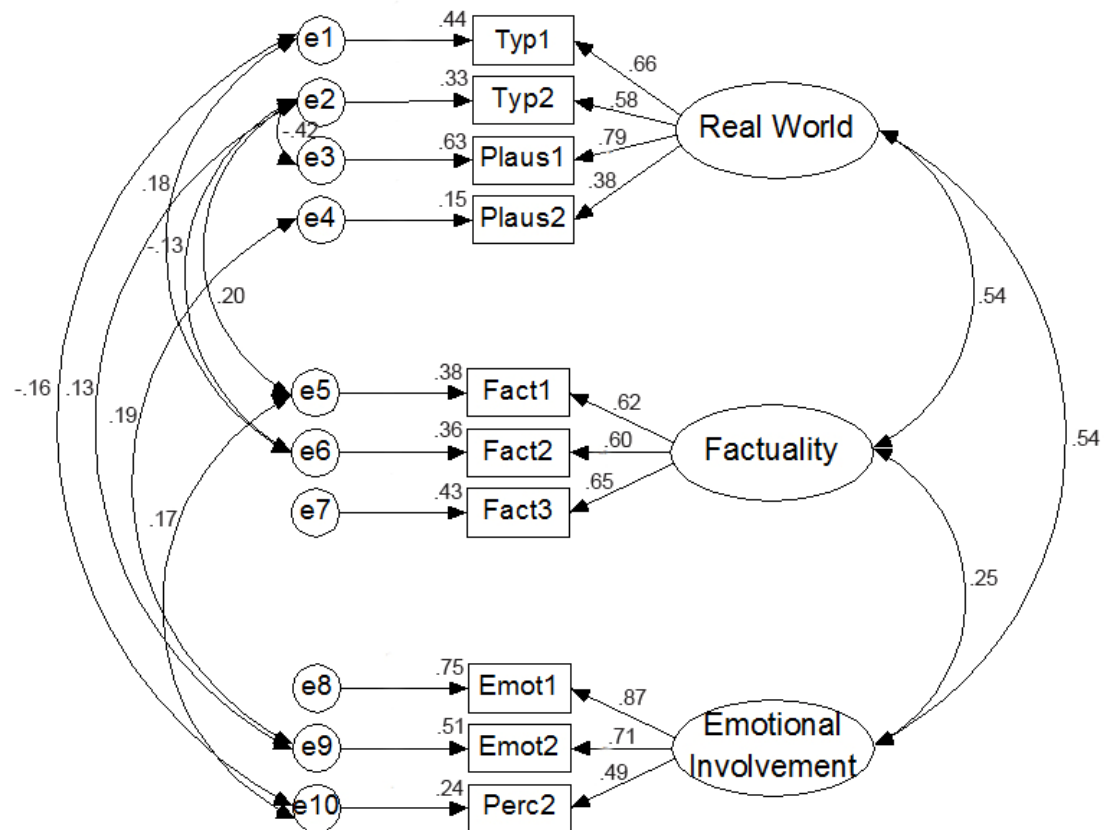 .44
e1
Typ1
.66
.33
e2
Typ2
.58
-.42
.63
e3
Plaus1
.79
.15
e4
Plaus2
.38
.18
-.13
.20
.54
-.16
.13
.19
.54
.38
e5
Fact1
.62
.36
e6
Fact2
.60
Factuality
.43
e7
Fact3
.65
.17
.25
Real World
.75
e8
Emot1
.87
.51
e9
Emot2
.71
Emotional
Involvement
.24
e10
Perc2
.49